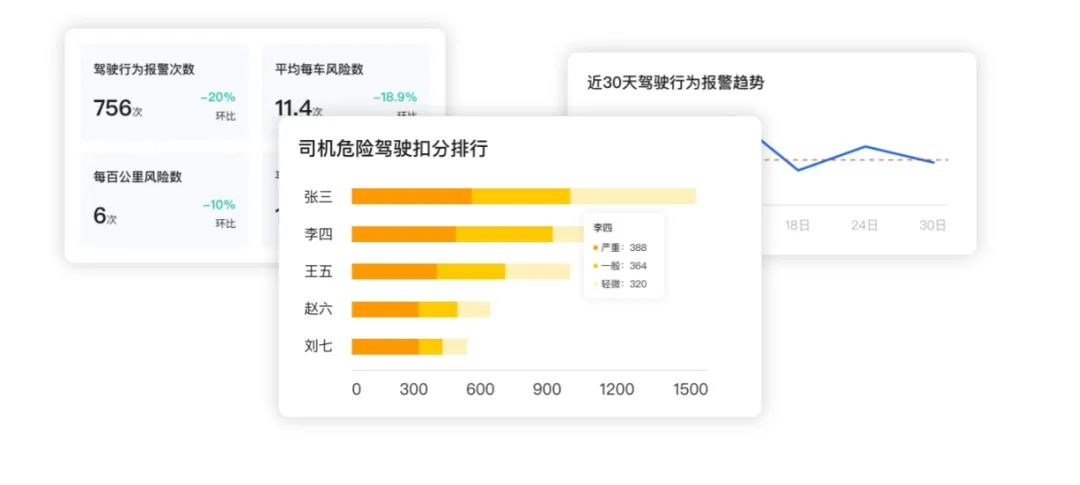 驾驶行为报警次数
756次
-20%
环比
平均每车风险数
11.4次
-18.9%
环比
每百公里风险数
6次
-10%
环比
近30天驾驶行为报警趋势
18日 24日 30日
司机危险驾驶扣分排行
张三
李四
王五
赵六
刘七
李四
严重: 388
一般: 364
轻微: 320
0 300 600 900 1200 1500